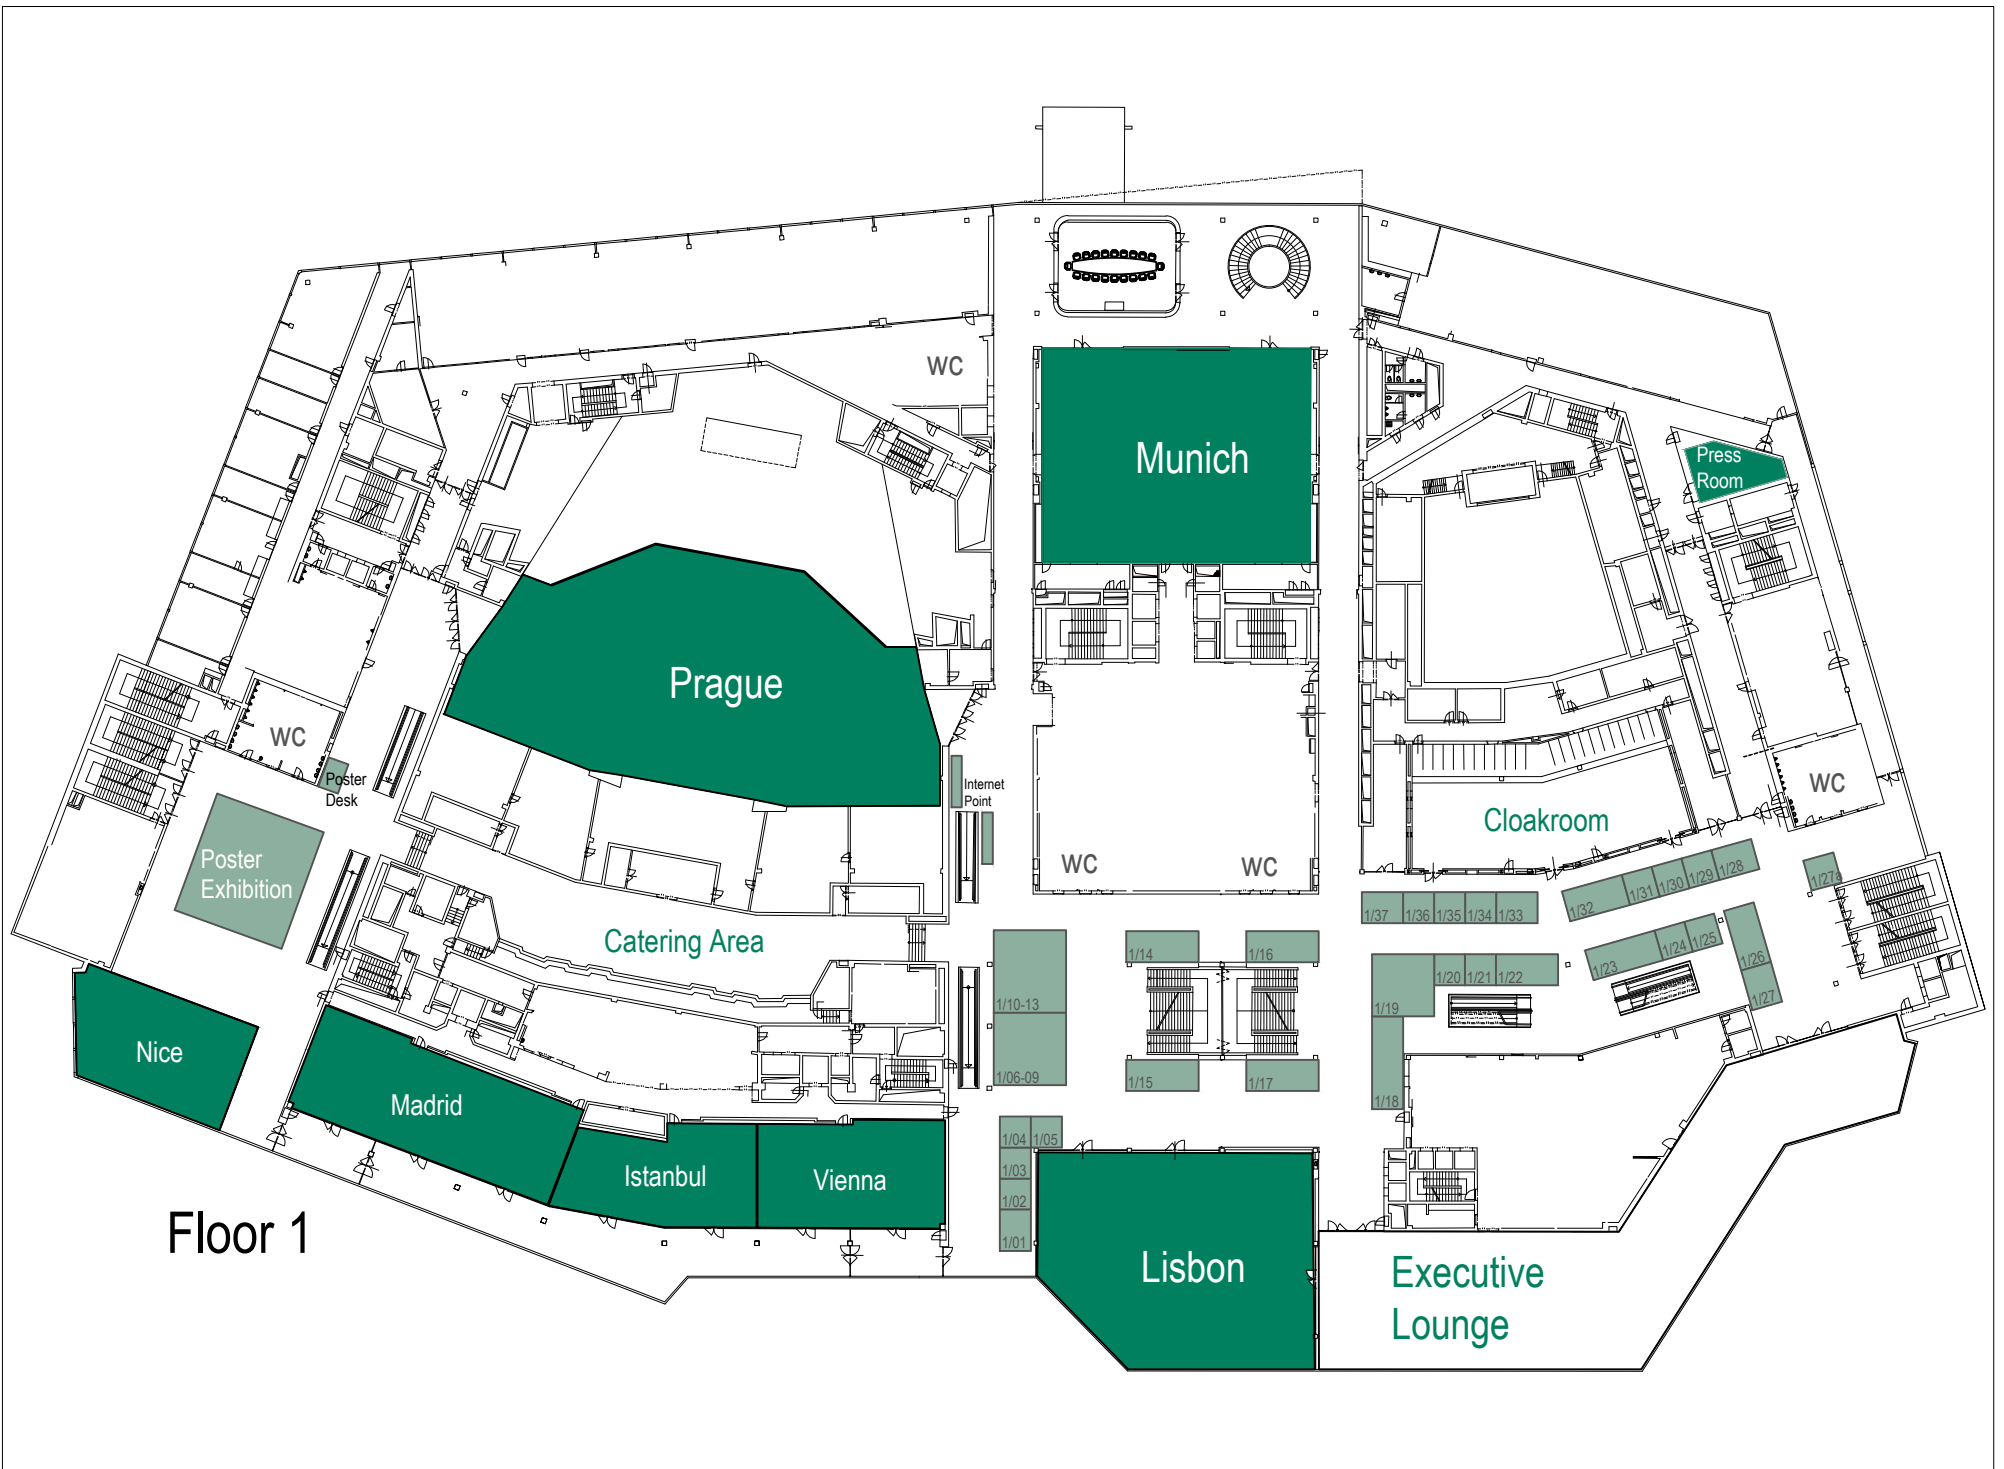 WC
Munich
Press
Room
Prague
WC
Poster
Desk
Internet
Point
WC
Cloakroom
Poster
Exhibition
WC
WC
1/28
1/29
1/30
1/31
1/32
1/27a
1/37
1/36
1/35
1/34
1/33
Catering Area
1/14
1/16
1/25
1/24
1/23
1/26
1/27
1/20
1/21
1/22
1/19
1/10-13
1/06-09
1/15
1/17
1/18
Nice
Madrid
1/04
1/05
1/03
Istanbul
Vienna
1/02
1/01
Floor 1
Lisbon
Executive
Lounge